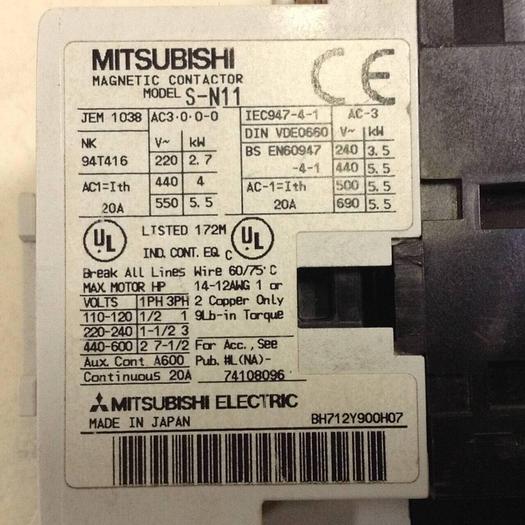 MITSUBISHI
MAGNETIC CONTACTOR
MODEL S-N11
CE
JEM 1038 AC3·0·0-0 IEC947-4-1 AC-3
NK V~ kW DIN VDE0660 V~ kW
94T416 220 2.7 BS EN60947 240 3.5
-4-1 440 5.5
AC1=Ith 440 4 AC-1=Ith 500 5.5
20A 550 5.5 20A 690 5.5
UL LISTED 172M C UL
IND. CONT. EQ
Break All Lines Wire 60/75°C
MAX. MOTOR HP 14-12AWG 1 or
VOLTS 1PH 3PH 2 Copper Only
110-120 1/2 1 9Lb-in Torque
220-240 1-1/2 3
440-600 2 7-1/2 For Acc., See
Aux. Cont A600 Pub. #L(NA)-
Continuous 20A 74108096
MITSUBISHI ELECTRIC
MADE IN JAPAN BH712Y900H07